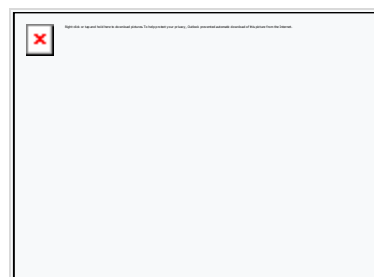 Right-click or tap and hold here to download pictures. To help protect your privacy, Outlook prevented automatic download of this picture from the Internet.